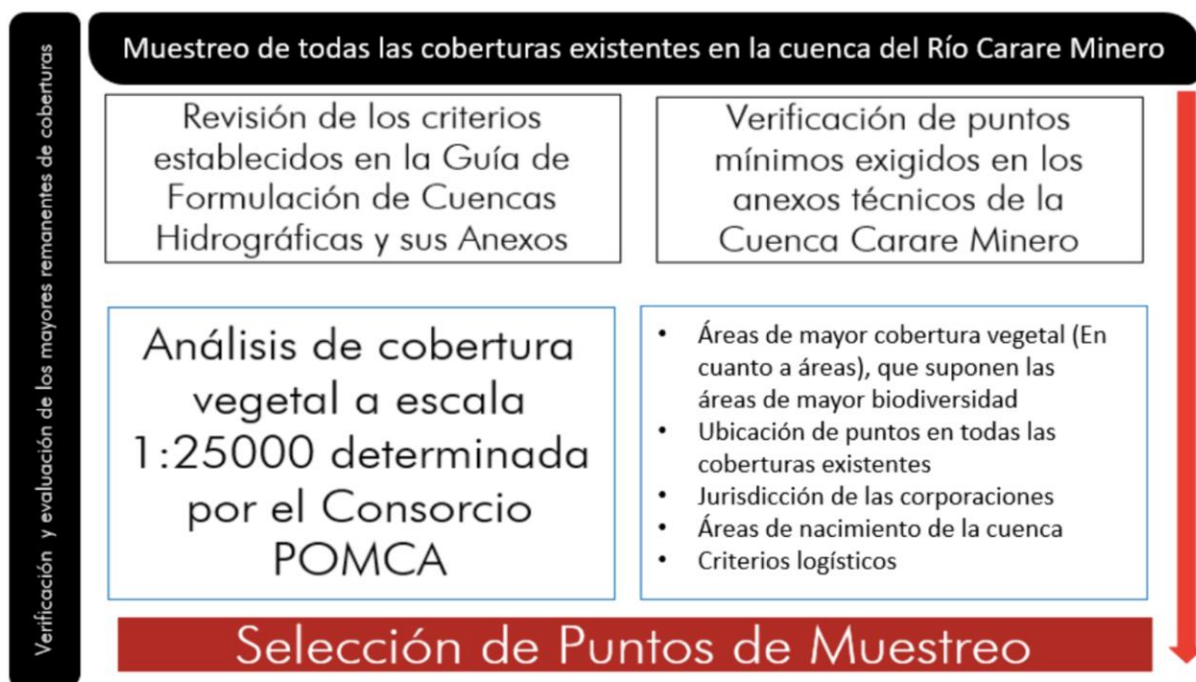 Verificación y evaluación de los mayores remanentes de coberturas
Muestreo de todas las coberturas existentes en la cuenca del Río Carare Minero
Revisión de los criterios
establecidos en la Guía de
Formulación de Cuencas
Hidrográficas y sus Anexos
Verificación de puntos
mínimos exigidos en los
anexos técnicos de la
Cuenca Carare Minero
Análisis de cobertura
vegetal a escala
1:25000 determinada
por el Consorcio
POMCA
• Áreas de mayor cobertura vegetal (En
cuanto a áreas), que suponen las
áreas de mayor biodiversidad
• Ubicación de puntos en todas las
coberturas existentes
• Jurisdicción de las corporaciones
• Áreas de nacimiento de la cuenca
• Criterios logísticos
Selección de Puntos de Muestreo